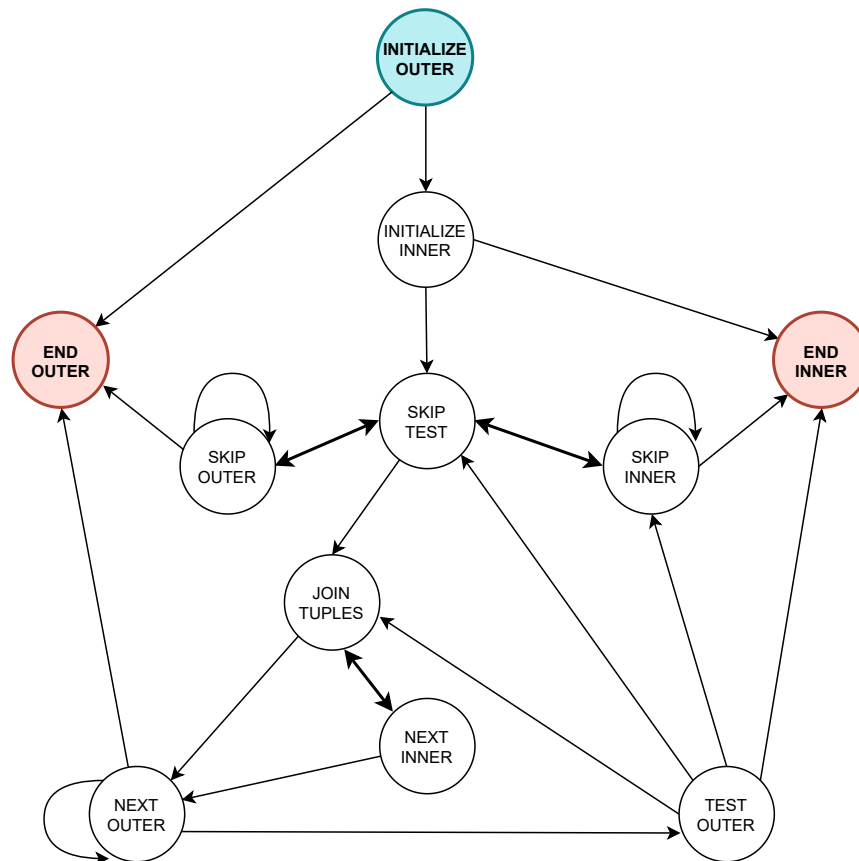 INITIALIZE
OUTER
INITIALIZE
INNER
END
OUTER
END
INNER
SKIP
TEST
SKIP
OUTER
SKIP
INNER
JOIN
TUPLES
NEXT
INNER
NEXT
OUTER
TEST
OUTER